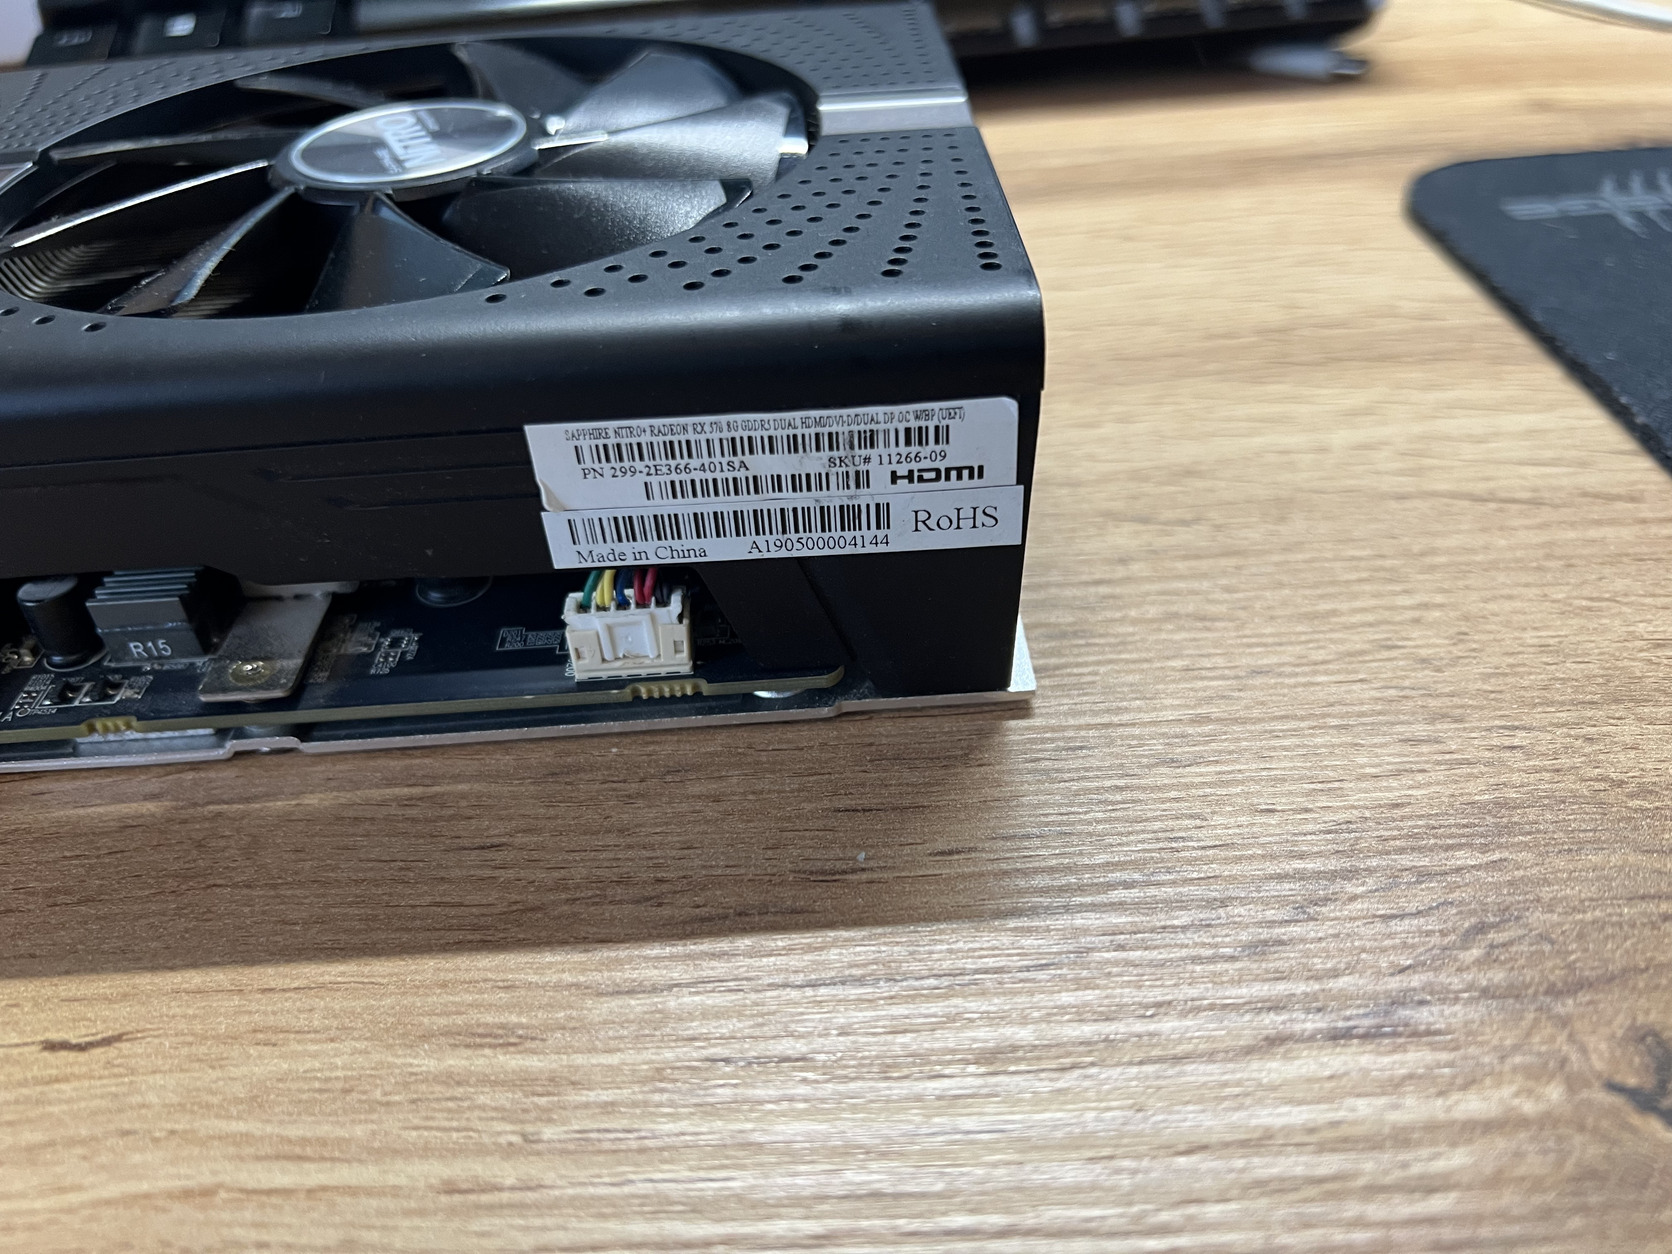 NITRO
SAPPHIRE NITRO+ RADEON RX 570 8G GDDR5 DUAL HDMI/DVI-D/DUAL DP OC W/BP (UEFI)
PN 299-2E366-401SA SKU# 11266-09
HDMI
RoHS
Made in China A190500004144
R15